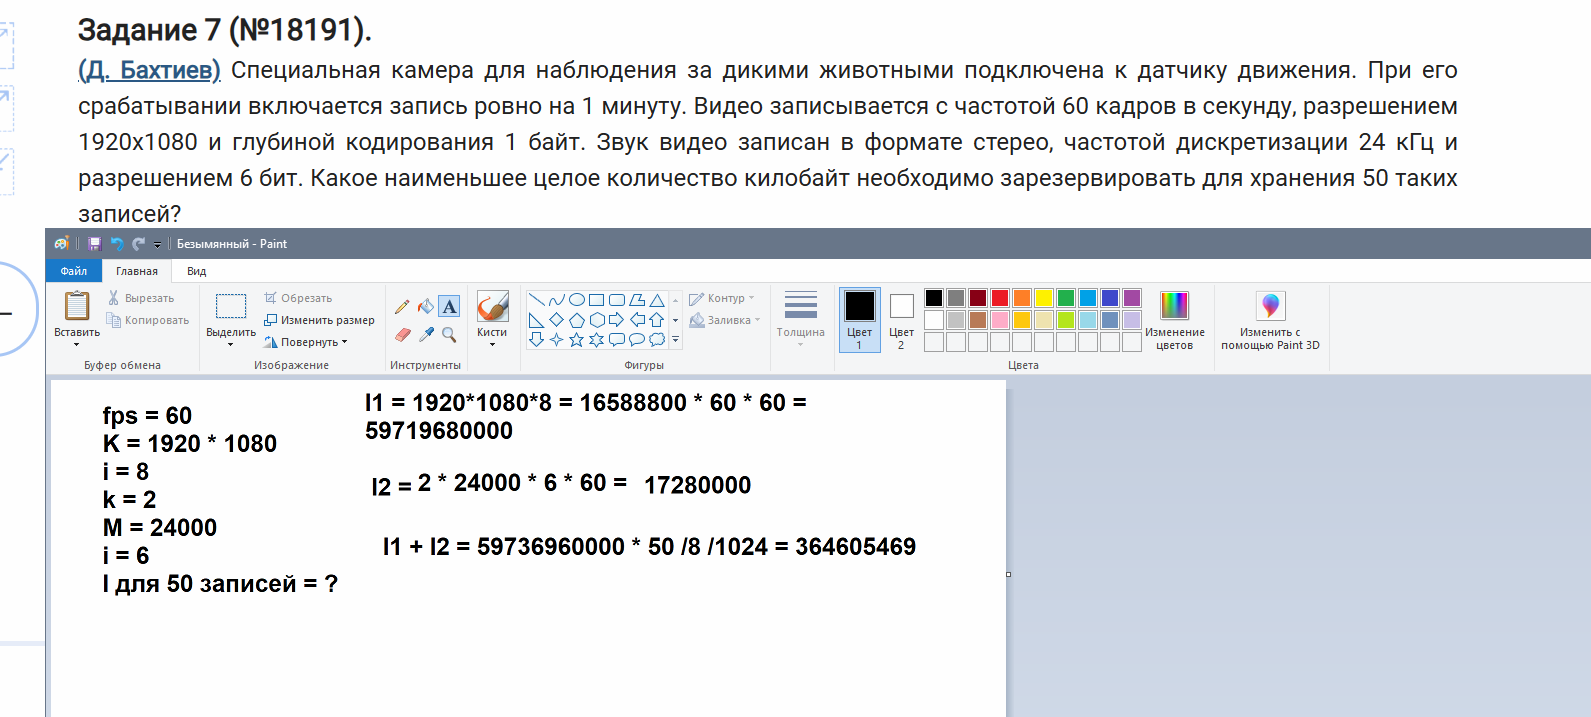 Задание 7 (№18191).
(Д. Бахтиев) Специальная камера для наблюдения за дикими животными подключена к датчику движения. При его
срабатывании включается запись ровно на 1 минуту. Видео записывается с частотой 60 кадров в секунду, разрешением
1920x1080 и глубиной кодирования 1 байт. Звук видео записан в формате стерео, частотой дискретизации 24 кГц и
разрешением 6 бит. Какое наименьшее целое количество килобайт необходимо зарезервировать для хранения 50 таких
записей?
Безымянный - Paint
Файл Главная Вид
Вставить
Вырезать
Копировать
Буфер обмена
Выделить
Обрезать
Изменить размер
Повернуть
Изображение
A
Инструменты
Кисти
Контур
Заливка
Фигуры
Толщина
Цвет
1
Цвет
2
Изменение
цветов
Цвета
Изменить с
помощью Paint 3D
fps = 60
K = 1920 * 1080
i = 8
k = 2
M = 24000
i = 6
I для 50 записей = ?
I1 = 1920*1080*8 = 16588800 * 60 * 60 =
59719680000
I2 = 2 * 24000 * 6 * 60 = 17280000
I1 + I2 = 59736960000 * 50 /8 /1024 = 364605469